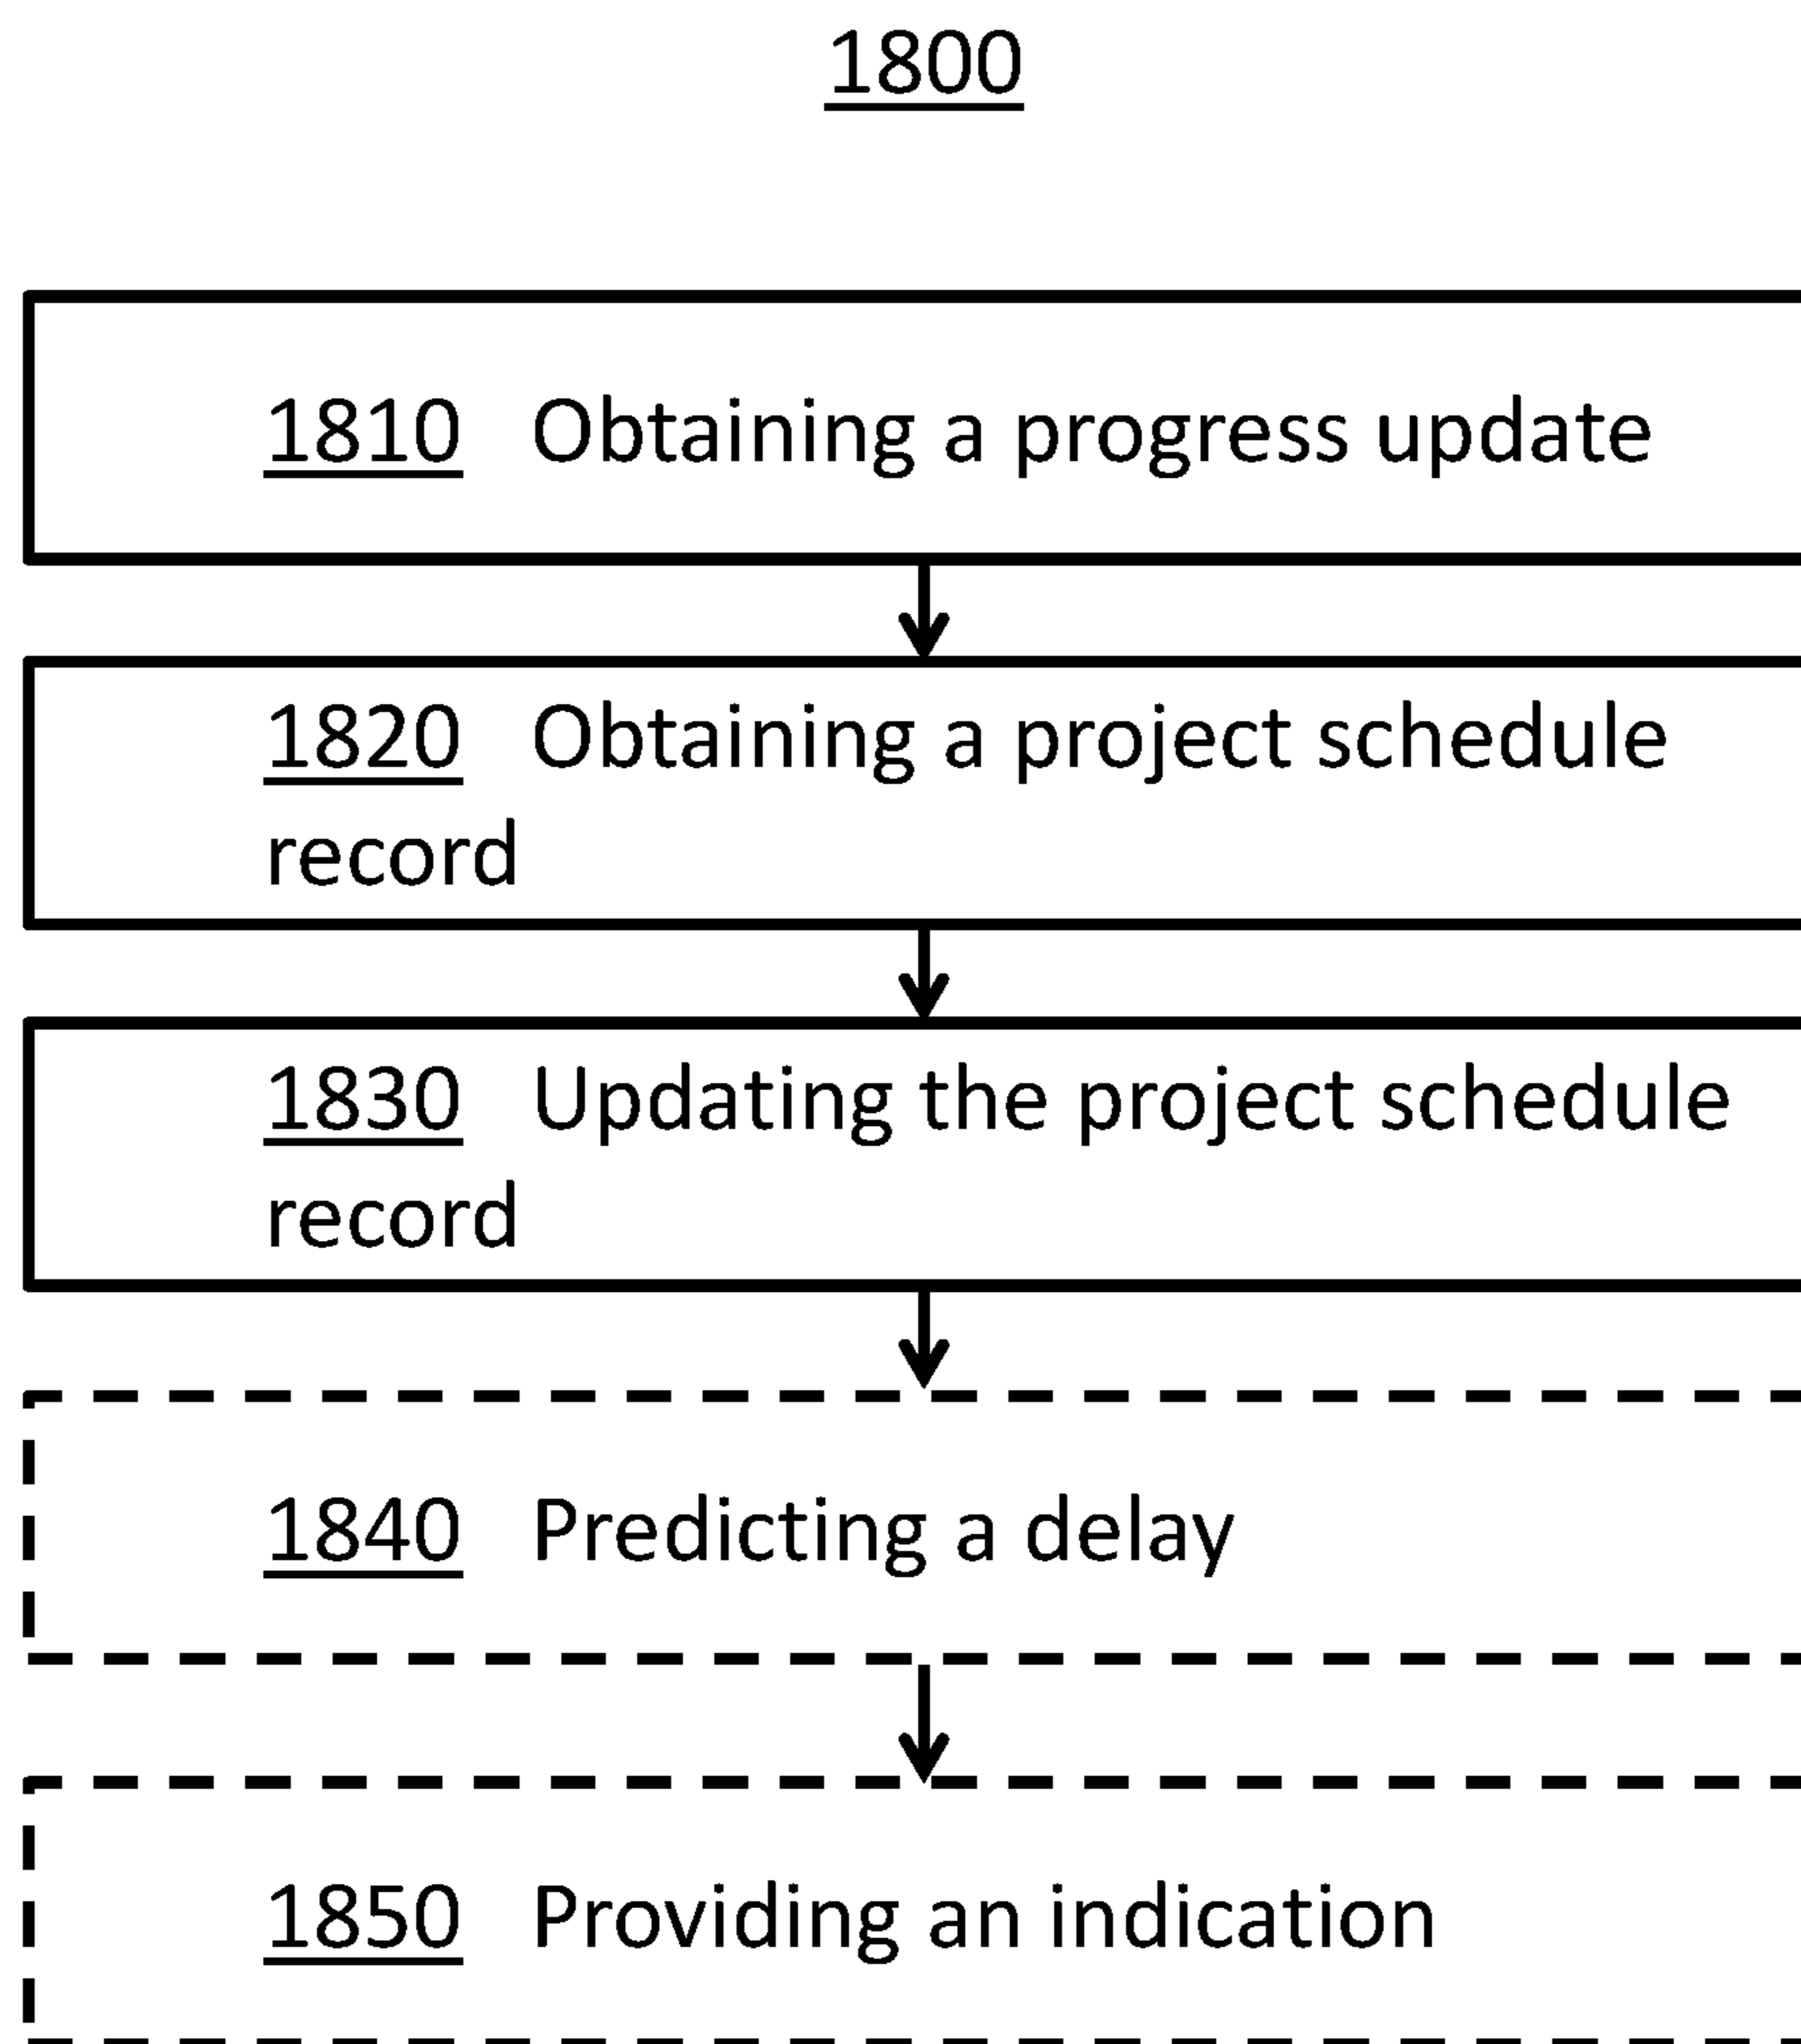 1800
1810 Obtaining a progress update
1820 Obtaining a project schedule
record
1830 Updating the project schedule
record
1840 Predicting a delay
1850 Providing an indication